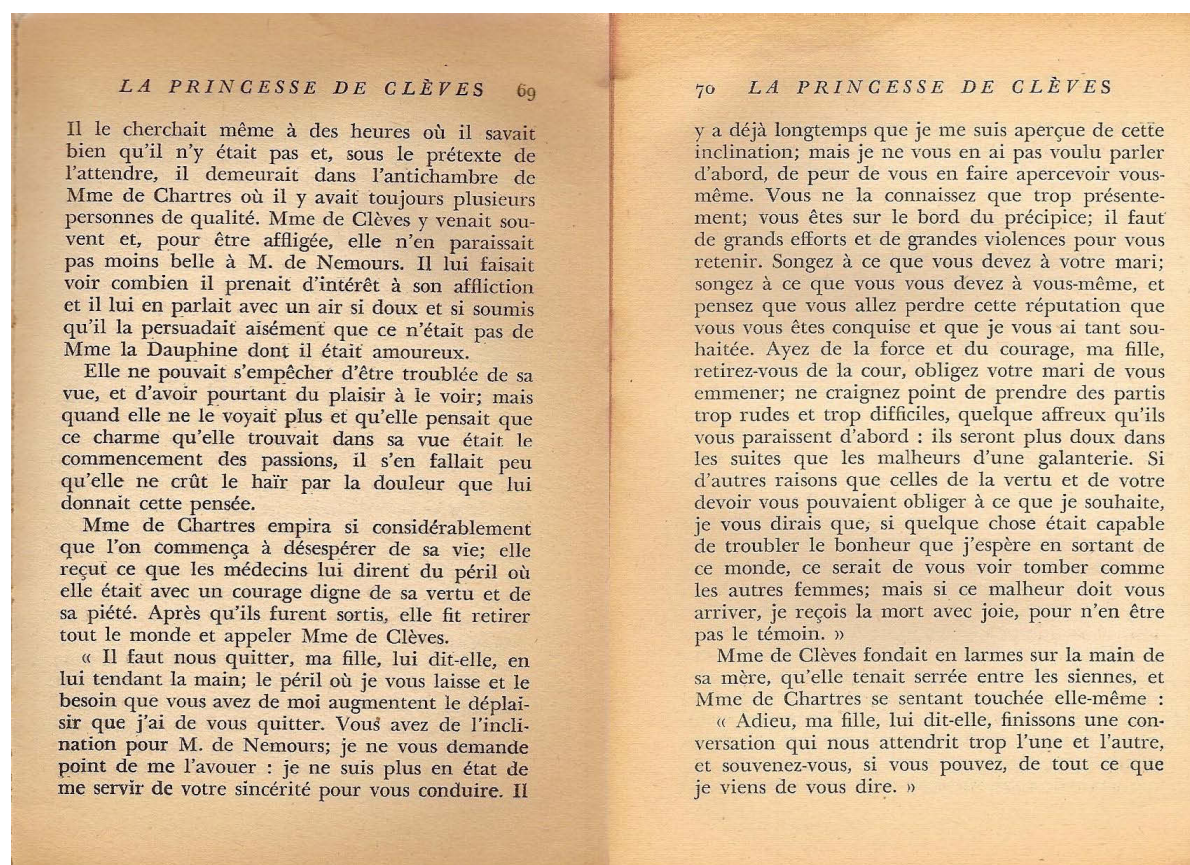 LA PRINCESSE DE CLÈVES 69
Il le cherchait même à des heures où il savait
bien qu'il n'y était pas et, sous le prétexte de
l'attendre, il demeurait dans l'antichambre de
Mme de Chartres où il y avait toujours plusieurs
personnes de qualité. Mme de Clèves y venait sou-
vent et, pour être affligée, elle n'en paraissait
pas moins belle à M. de Nemours. Il lui faisait
voir combien il prenait d'intérêt à son affliction
et il lui en parlait avec un air si doux et si soumis
qu'il la persuadait aisément que ce n'était pas de
Mme la Dauphine dont il était amoureux.
Elle ne pouvait s'empêcher d'être troublée de sa
vue, et d'avoir pourtant du plaisir à le voir; mais
quand elle ne le voyait plus et qu'elle pensait que
ce charme qu'elle trouvait dans sa vue était le
commencement des passions, il s'en fallait peu
qu'elle ne crût le haïr par la douleur que lui
donnait cette pensée.
Mme de Chartres empira si considérablement
que l'on commença à désespérer de sa vie; elle
reçut ce que les médecins lui dirent du péril où
elle était avec un courage digne de sa vertu et de
sa piété. Après qu'ils furent sortis, elle fit retirer
tout le monde et appeler Mme de Clèves.
« Il faut nous quitter, ma fille, lui dit-elle, en
lui tendant la main; le péril où je vous laisse et le
besoin que vous avez de moi augmentent le déplai-
sir que j'ai de vous quitter. Vous avez de l'incli-
nation pour M. de Nemours; je ne vous demande
point de me l'avouer : je ne suis plus en état de
me servir de votre sincérité pour vous conduire. Il
70 LA PRINCESSE DE CLÈVES
y a déjà longtemps que je me suis aperçue de cette
inclination; mais je ne vous en ai pas voulu parler
d'abord, de peur de vous en faire apercevoir vous-
même. Vous ne la connaissez que trop présente-
ment; vous êtes sur le bord du précipice; il faut
de grands efforts et de grandes violences pour vous
retenir. Songez à ce que vous devez à votre mari;
songez à ce que vous vous devez à vous-même, et
pensez que vous allez perdre cette réputation que
vous vous êtes conquise et que je vous ai tant sou-
haitée. Ayez de la force et du courage, ma fille,
retirez-vous de la cour, obligez votre mari de vous
emmener; ne craignez point de prendre des partis
trop rudes et trop difficiles, quelque affreux qu'ils
vous paraissent d'abord : ils seront plus doux dans
les suites que les malheurs d'une galanterie. Si
d'autres raisons que celles de la vertu et de votre
devoir vous pouvaient obliger à ce que je souhaite,
je vous dirais que, si quelque chose était capable
de troubler le bonheur que j'espère en sortant de
ce monde, ce serait de vous voir tomber comme
les autres femmes; mais si ce malheur doit vous
arriver, je reçois la mort avec joie, pour n'en être
pas le témoin. »
Mme de Clèves fondait en larmes sur la main de
sa mère, qu'elle tenait serrée entre les siennes, et
Mme de Chartres se sentant touchée elle-même :
« Adieu, ma fille, lui dit-elle, finissons une con-
versation qui nous attendrit trop l'une et l'autre,
et souvenez-vous, si vous pouvez, de tout ce que
je viens de vous dire. »